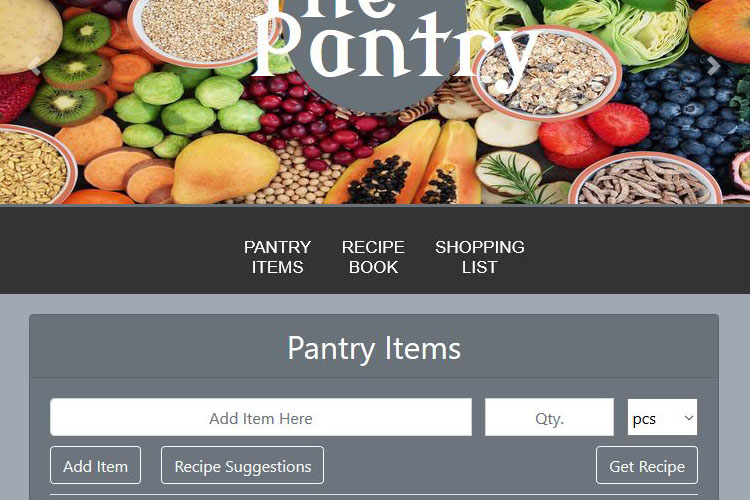 The
Pantry
PANTRY ITEMS
RECIPE BOOK
SHOPPING LIST
Pantry Items
Add Item Here
Qty.
pcs
Add Item
Recipe Suggestions
Get Recipe